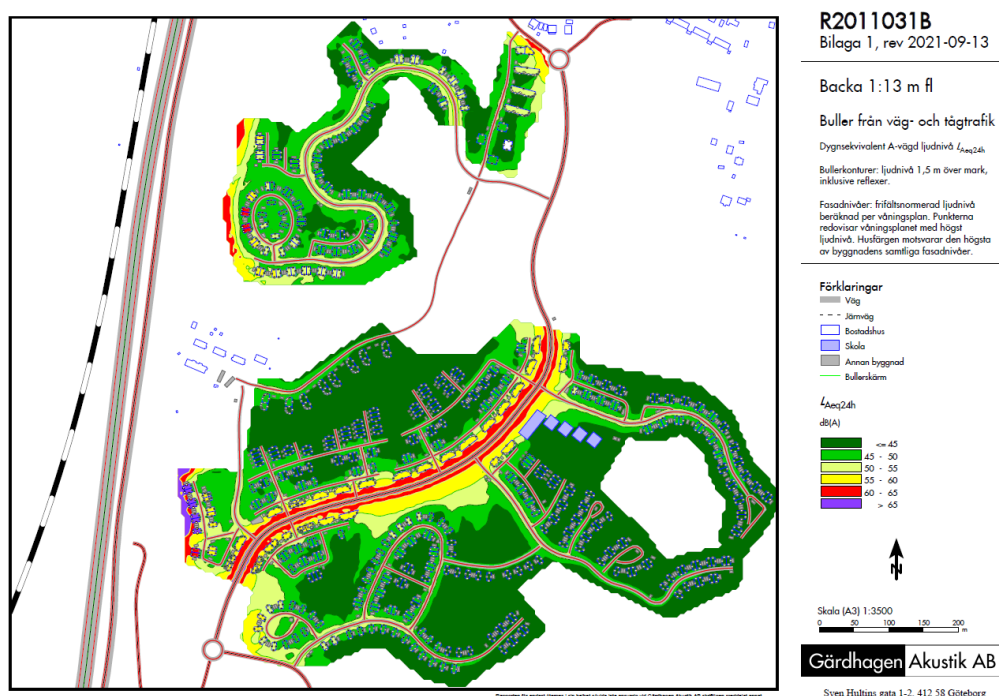 R2011031B
Bilaga 1, rev 2021-09-13
Backa 1:13 m fl
Buller från väg- och tågtrafik
Dygnsekvivalent A-vägd ljudnivå LAeq24h
Bullerkonturer: ljudnivå 1,5 m över mark,
inklusive reflexer.
Fasadnivåer: frifältsnormerad ljudnivå
beräknad per våningsplan. Punkterna
redovisar våningsplanet med högst
ljudnivå. Husfärgen motsvarar den högsta
av byggnadens samtliga fasadnivåer.
Förklaringar
Väg
Järnväg
Bostadshus
Skola
Annan byggnad
Bullerskärm
LAeq24h
dB(A)
<= 45
45 - 50
50 - 55
55 - 60
60 - 65
> 65
N
Skala (A3) 1:3500
0 50 100 150 200
m
Gärdhagen Akustik AB
Sven Hultins gata 1-2, 412 58 Göteborg